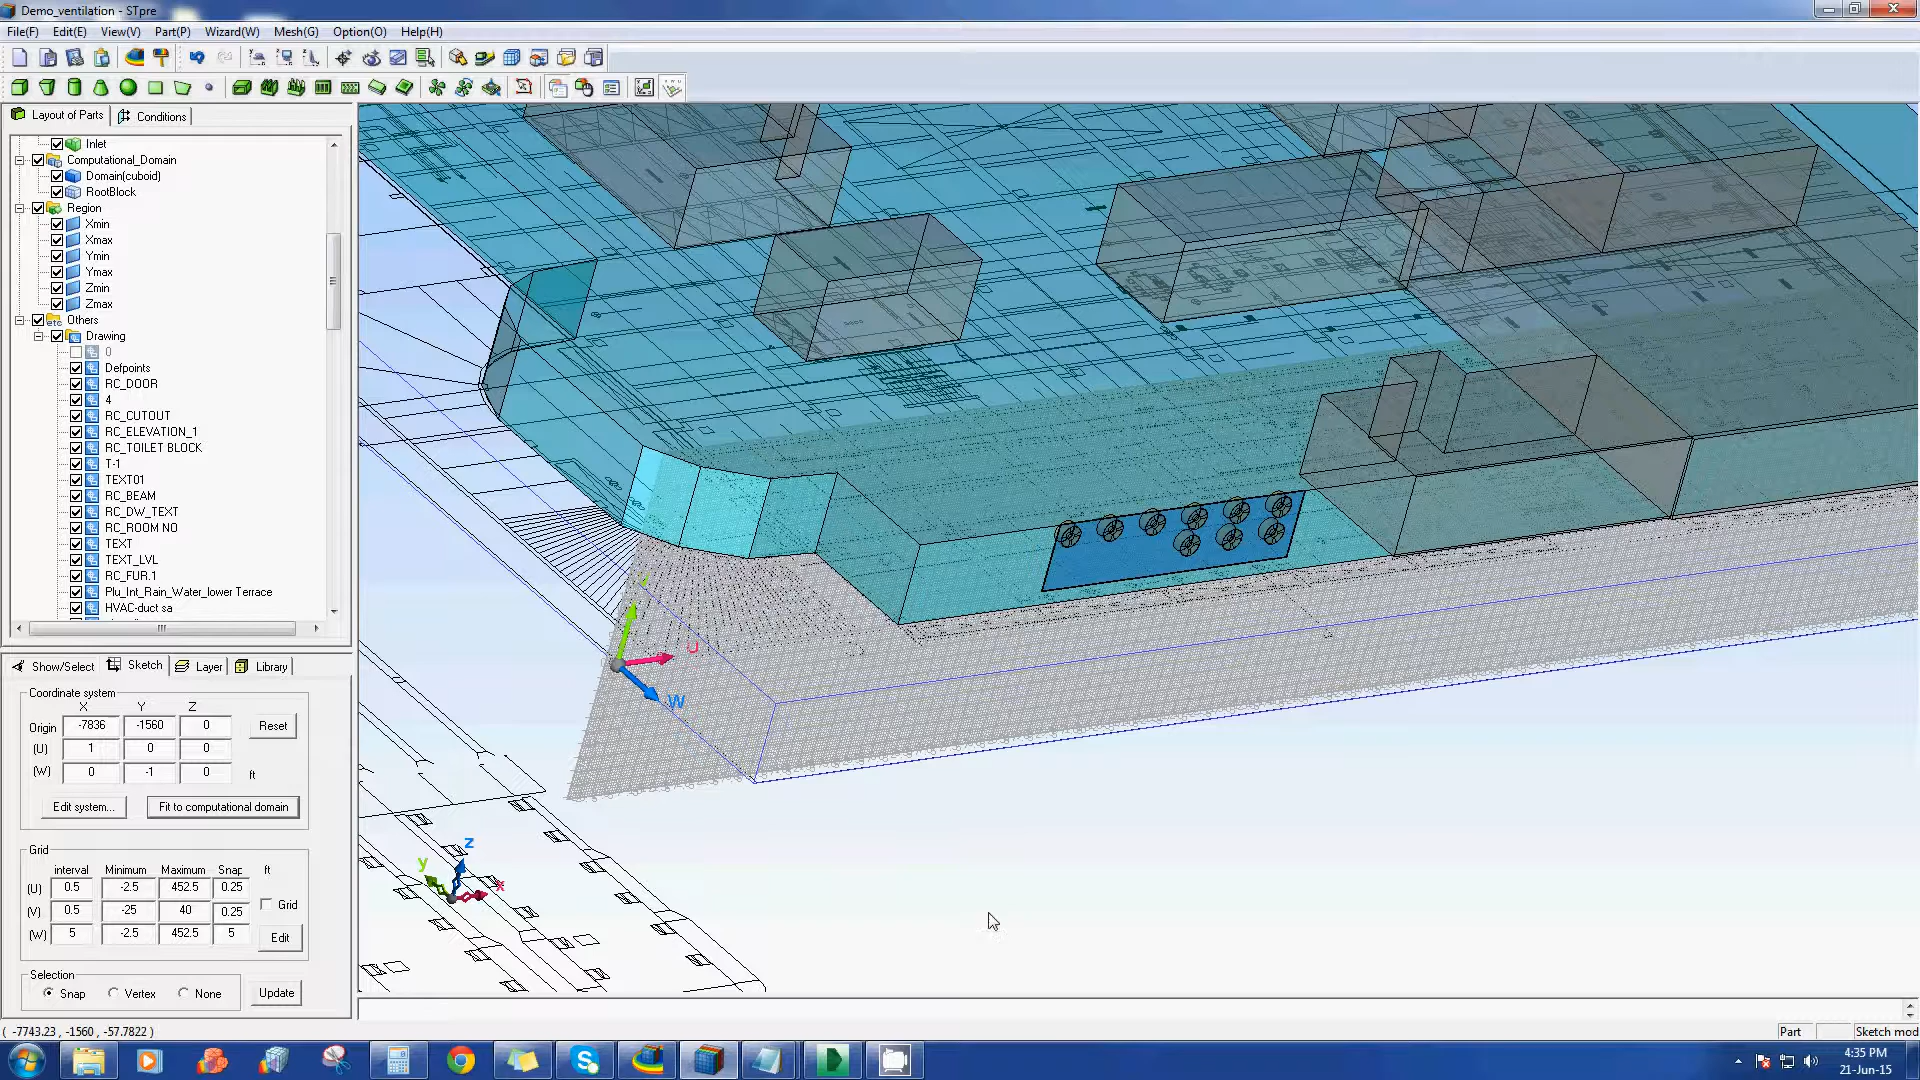 Demo_ventilation - STpre
File(F) Edit(E) View(V) Part(P) Wizard(W) Mesh(G) Option(O) Help(H)
Layout of Parts Conditions
Inlet
Computational_Domain
Domain(cuboid)
RootBlock
Region
Xmin
Xmax
Ymin
Ymax
Zmin
Zmax
Others
Drawing
0
Defpoints
RC_DOOR
4
RC_CUTOUT
RC_ELEVATION_1
RC_TOILET BLOCK
T-1
TEXT01
RC_BEAM
RC_DW_TEXT
RC_ROOM NO
TEXT
TEXT_LVL
RC_FUR.1
Plu_Int_Rain_Water_lower Terrace
HVAC-duct sa
Show/Select Sketch Layer Library
Coordinate system
X Y Z
Origin -7836 -1560 0 Reset
(U) 1 0 0
(W) 0 -1 0 ft
Edit system... Fit to computational domain
Grid
interval Minimum Maximum Snap ft
(U) 0.5 -2.5 452.5 0.25
(V) 0.5 -25 40 0.25 Grid
(W) 5 -2.5 452.5 5 Edit
Selection
Snap Vertex None Update
U
W
z
y
x
( -7743.23 , -1560 , -57.7822 )
Part Sketch mod
4:35 PM
21-Jun-15